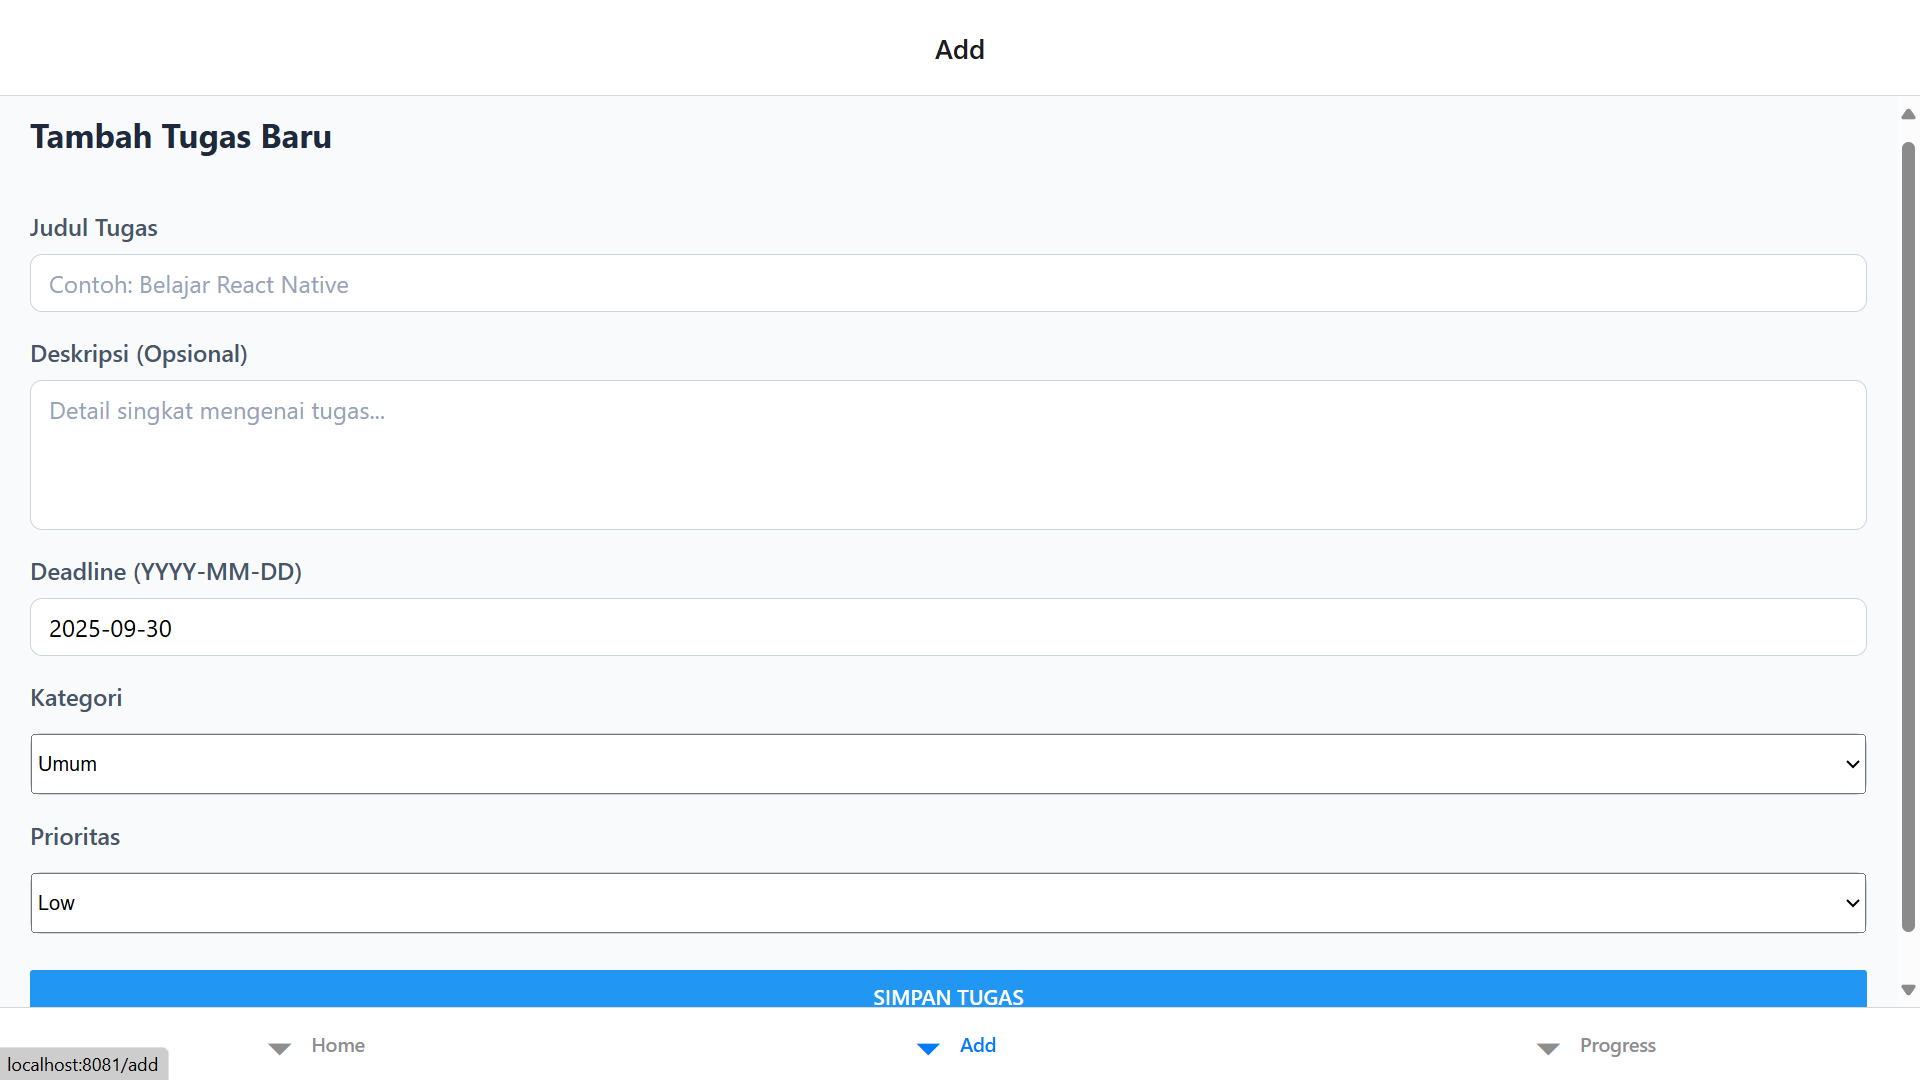 Add
Tambah Tugas Baru
Judul Tugas
Contoh: Belajar React Native
Deskripsi (Opsional)
Detail singkat mengenai tugas...
Deadline (YYYY-MM-DD)
2025-09-30
Kategori
Umum
Prioritas
Low
SIMPAN TUGAS
Home
Add
Progress
localhost:8081/add